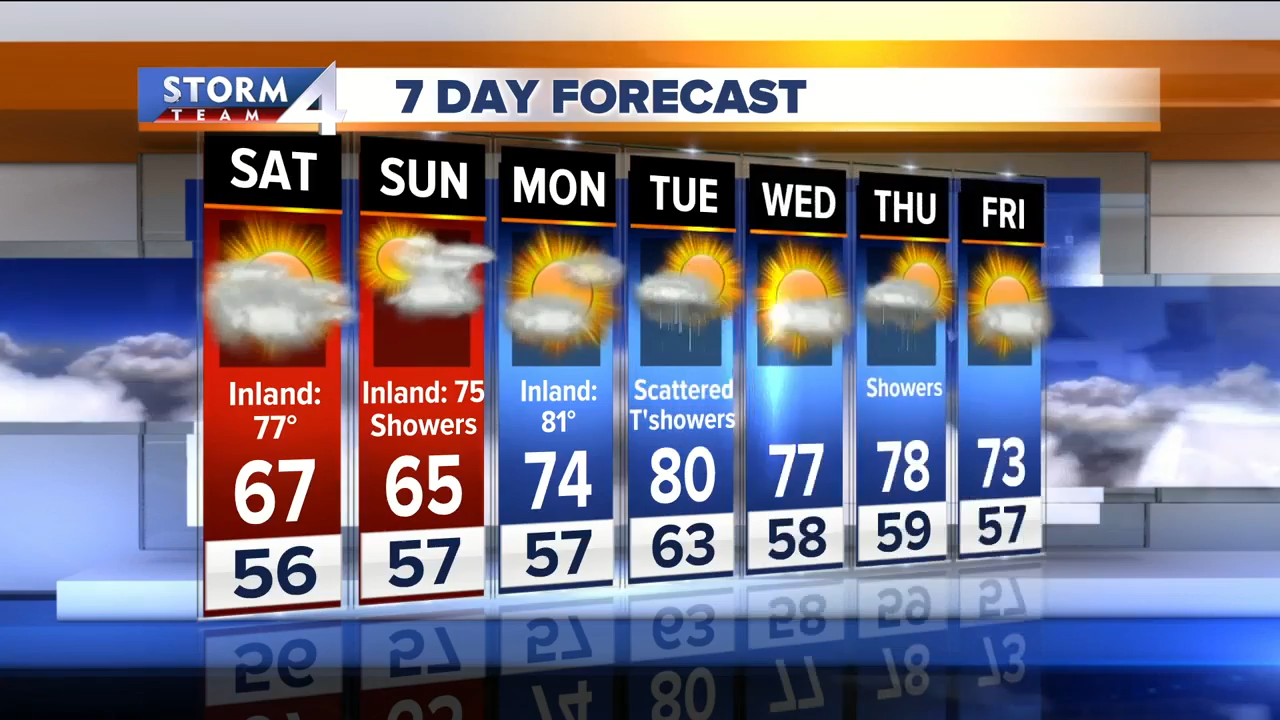 STORM
TEAM 4
7 DAY FORECAST
SAT
Inland:
77°
67
56
SUN
Inland: 75
Showers
65
57
MON
Inland:
81°
74
57
TUE
Scattered
T'showers
80
63
WED
77
58
THU
Showers
78
59
FRI
73
57